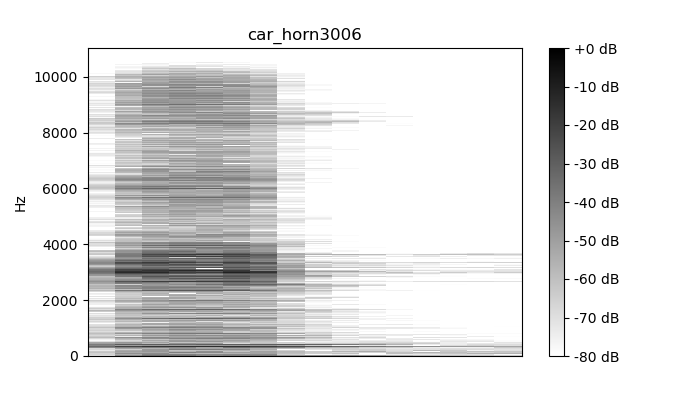 car_horn3006
Hz
10000
8000
6000
4000
2000
0
+0 dB
-10 dB
-20 dB
-30 dB
-40 dB
-50 dB
-60 dB
-70 dB
-80 dB